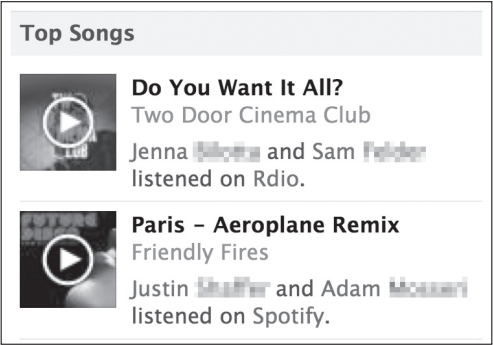 Top Songs
Do You Want It All?
Two Door Cinema Club
Jenna and Sam
listened on Rdio.
Paris – Aeroplane Remix
Friendly Fires
Justin and Adam
listened on Spotify.